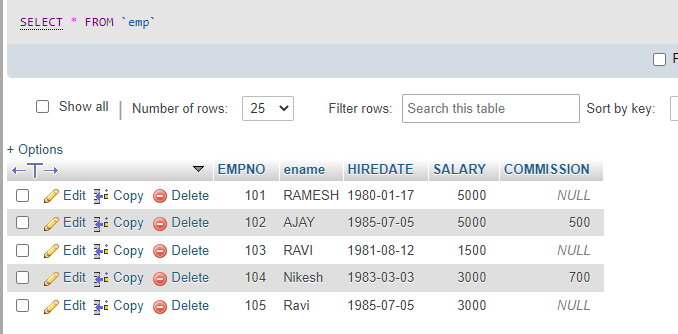 SELECT * FROM `emp`
Show all Number of rows: 25 Filter rows: Search this table Sort by key:
+ Options
EMPNO ename HIREDATE SALARY COMMISSION
Edit Copy Delete 101 RAMESH 1980-01-17 5000 NULL
Edit Copy Delete 102 AJAY 1985-07-05 5000 500
Edit Copy Delete 103 RAVI 1981-08-12 1500 NULL
Edit Copy Delete 104 Nikesh 1983-03-03 3000 700
Edit Copy Delete 105 Ravi 1985-07-05 3000 NULL